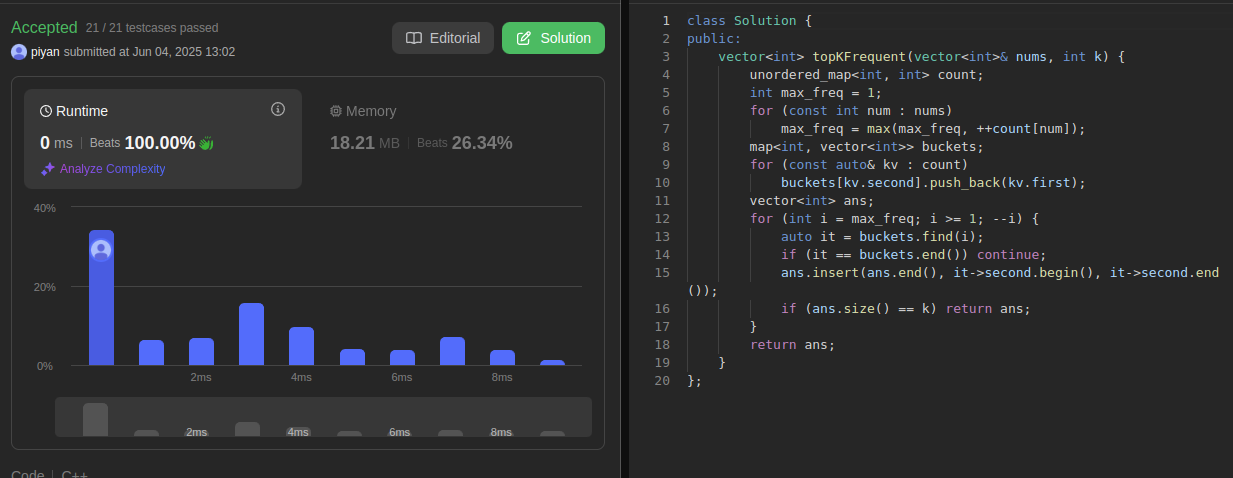 Accepted 21 / 21 testcases passed
piyan submitted at Jun 04, 2025 13:02
Editorial
Solution
Runtime
0 ms | Beats 100.00%
Analyze Complexity
Memory
18.21 MB | Beats 26.34%
40%
20%
0%
2ms 4ms 6ms 8ms
2ms 4ms 6ms 8ms
Code | C++
1 class Solution {
2 public:
3     vector<int> topKFrequent(vector<int>& nums, int k) {
4         unordered_map<int, int> count;
5         int max_freq = 1;
6         for (const int num : nums)
7             max_freq = max(max_freq, ++count[num]);
8         map<int, vector<int>> buckets;
9         for (const auto& kv : count)
10             buckets[kv.second].push_back(kv.first);
11         vector<int> ans;
12         for (int i = max_freq; i >= 1; --i) {
13             auto it = buckets.find(i);
14             if (it == buckets.end()) continue;
15             ans.insert(ans.end(), it->second.begin(), it->second.end
());
16             if (ans.size() == k) return ans;
17         }
18         return ans;
19     }
20 };